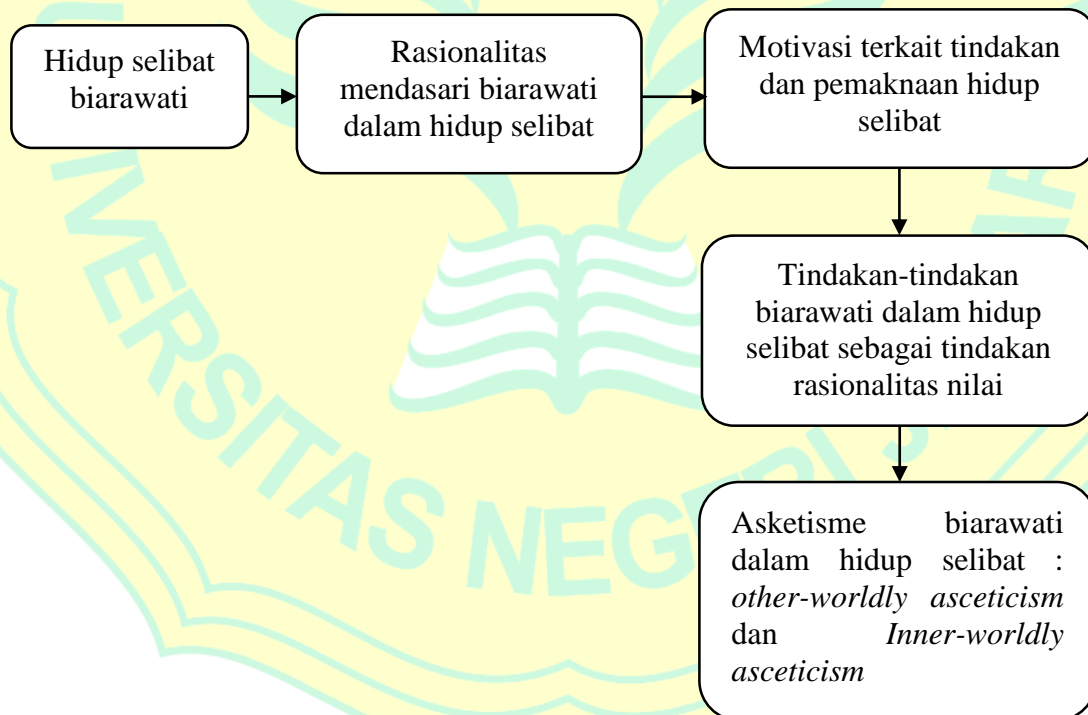 Hidup selibat
biarawati
Rasionalitas
mendasari biarawati
dalam hidup selibat
Motivasi terkait tindakan
dan pemaknaan hidup
selibat
Tindakan-tindakan
biarawati dalam hidup
selibat sebagai tindakan
rasionalitas nilai
Asketisme biarawati
dalam hidup selibat :
other-worldly asceticism
dan Inner-worldly
asceticism
VERSITAS NEGERI J